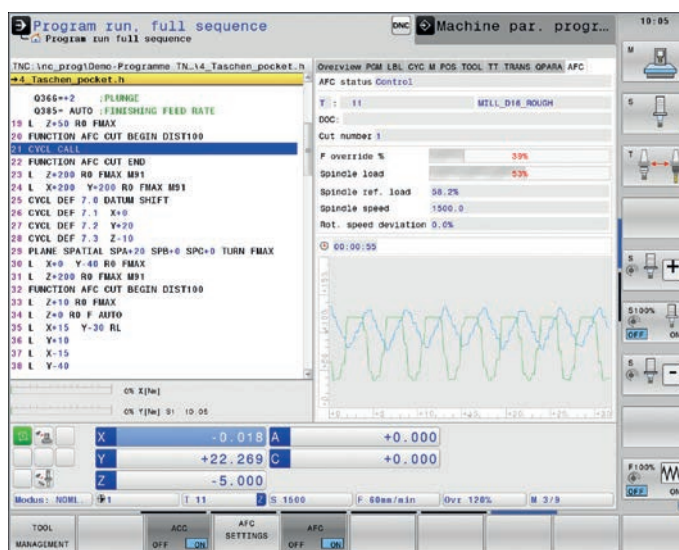 Program run, full sequence
Program run full sequence
DNC
Machine par. progr…
10:05
TNC:\nc_prog\Demo-Programme TN…\4_Taschen_pocket.h
→4_Taschen_pocket.h
Q366=+2 ;PLUNGE
Q385= AUTO ;FINISHING FEED RATE
19 L Z+50 R0 FMAX
20 FUNCTION AFC CUT BEGIN DIST100
21 CYCL CALL
22 FUNCTION AFC CUT END
23 L Z+200 R0 FMAX M91
24 L X+200 Y+200 R0 FMAX M91
25 CYCL DEF 7.0 DATUM SHIFT
26 CYCL DEF 7.1 X+0
27 CYCL DEF 7.2 Y+20
28 CYCL DEF 7.3 Z-10
29 PLANE SPATIAL SPA+20 SPB+0 SPC+0 TURN FMAX
30 L X+0 Y-40 R0 FMAX
31 L Z+200 R0 FMAX M91
32 FUNCTION AFC CUT BEGIN DIST100
33 L Z+10 R0 FMAX
34 L Z+0 R0 F AUTO
35 L X+15 Y-30 RL
36 L Y+10
37 L X-15
38 L Y-40
0% X[Nm]
0% Y[Nm] S1 10:05
Overview PGM LBL CYC M POS TOOL TT TRANS QPARA AFC
AFC status Control
T : 11 MILL_D16_ROUGH
DOC:
Cut number 1
F override % 39%
Spindle load 53%
Spindle ref. load 58.2%
Spindle speed 1500.0
Rot. speed deviation 0.0%
00:00:55
X -0.018 A +0.000
Y +22.269 C +0.000
Z -5.000
Modus: NOML. 1 T 11 Z S 1500 F 60mm/min Ovr 120% M 3/9
TOOL MANAGEMENT
ACC
OFF ON
AFC SETTINGS
AFC
OFF ON
M
S
T
S
S100%
OFF ON
S
F100%
OFF ON